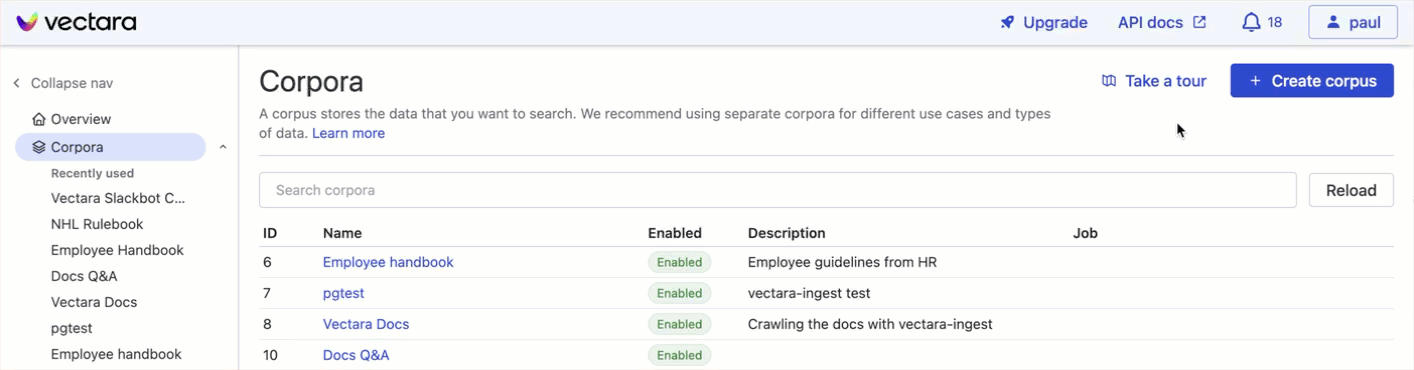 vectara
Upgrade
API docs
18
paul
Collapse nav
Overview
Corpora
Recently used
Vectara Slackbot C...
NHL Rulebook
Employee Handbook
Docs Q&A
Vectara Docs
pgtest
Employee handbook
Corpora
Take a tour
+ Create corpus
A corpus stores the data that you want to search. We recommend using separate corpora for different use cases and types
of data. Learn more
Search corpora
Reload
ID Name Enabled Description Job
6 Employee handbook Enabled Employee guidelines from HR
7 pgtest Enabled vectara-ingest test
8 Vectara Docs Enabled Crawling the docs with vectara-ingest
10 Docs Q&A Enabled